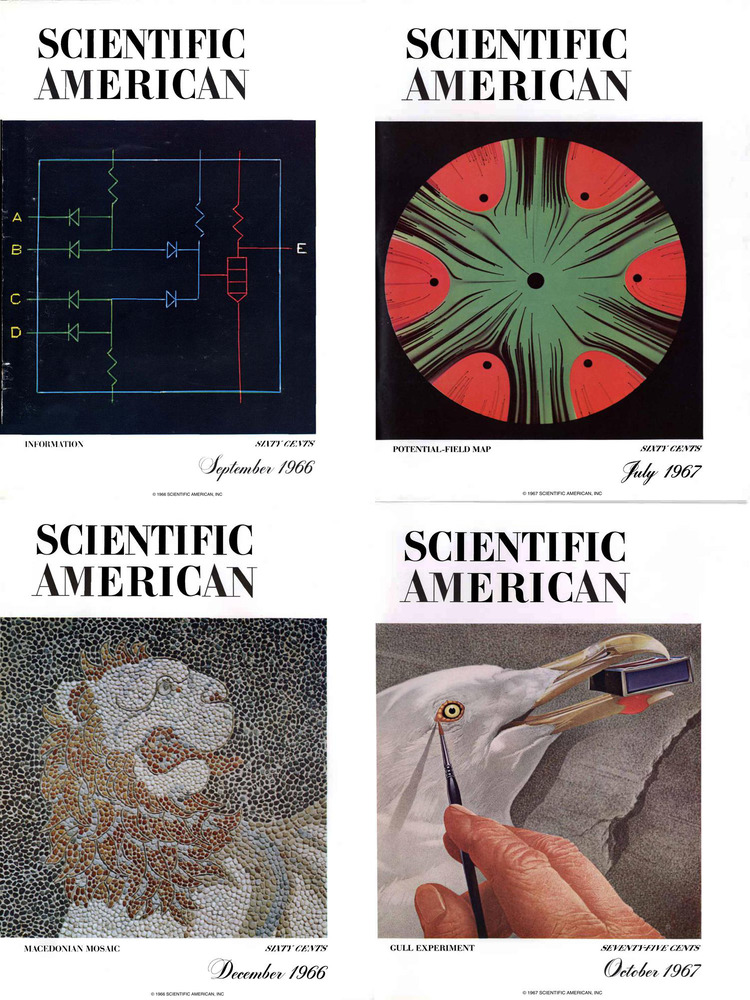 SCIENTIFIC
AMERICAN
A
B
C
D
E
INFORMATION
SIXTY CENTS
September 1966
© 1966 SCIENTIFIC AMERICAN, INC
SCIENTIFIC
AMERICAN
POTENTIAL-FIELD MAP
SIXTY CENTS
July 1967
© 1967 SCIENTIFIC AMERICAN, INC
SCIENTIFIC
AMERICAN
MACEDONIAN MOSAIC
SIXTY CENTS
December 1966
© 1966 SCIENTIFIC AMERICAN, INC
SCIENTIFIC
AMERICAN
GULL EXPERIMENT
SEVENTY-FIVE CENTS
October 1967
© 1967 SCIENTIFIC AMERICAN, INC